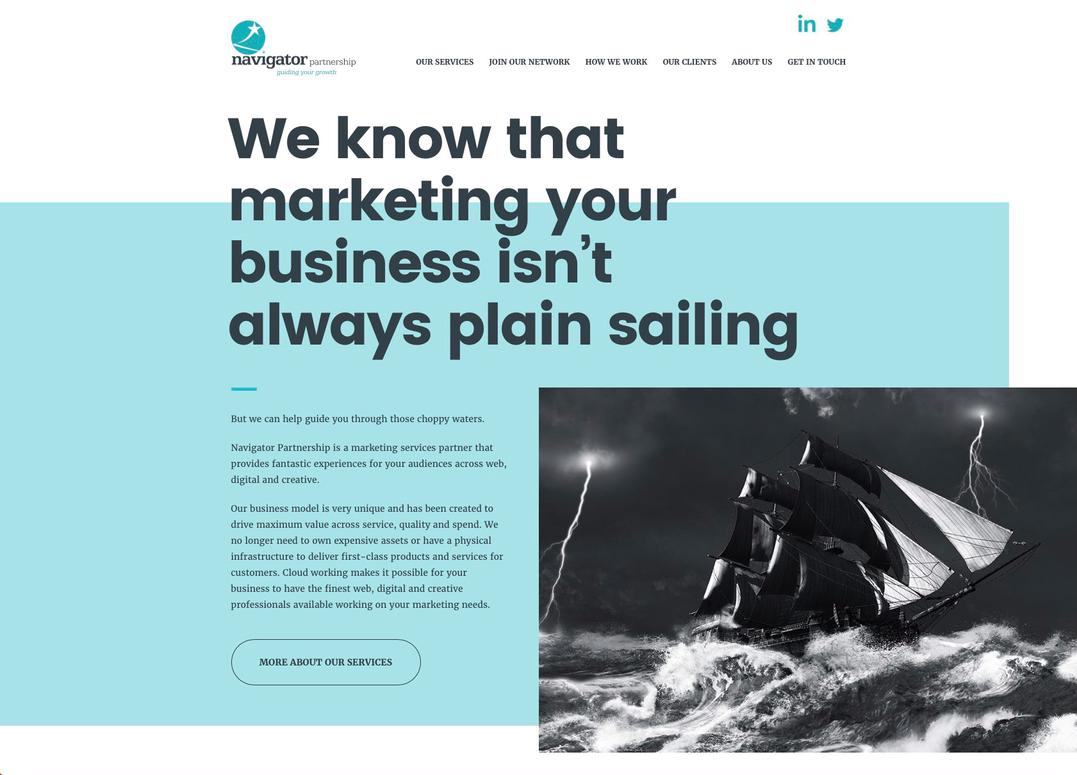 navigator partnership
guiding your growth
OUR SERVICES JOIN OUR NETWORK HOW WE WORK OUR CLIENTS ABOUT US GET IN TOUCH
We know that
marketing your
business isn’t
always plain sailing
But we can help guide you through those choppy waters.
Navigator Partnership is a marketing services partner that
provides fantastic experiences for your audiences across web,
digital and creative.
Our business model is very unique and has been created to
drive maximum value across service, quality and spend. We
no longer need to own expensive assets or have a physical
infrastructure to deliver first-class products and services for
customers. Cloud working makes it possible for your
business to have the finest web, digital and creative
professionals available working on your marketing needs.
MORE ABOUT OUR SERVICES